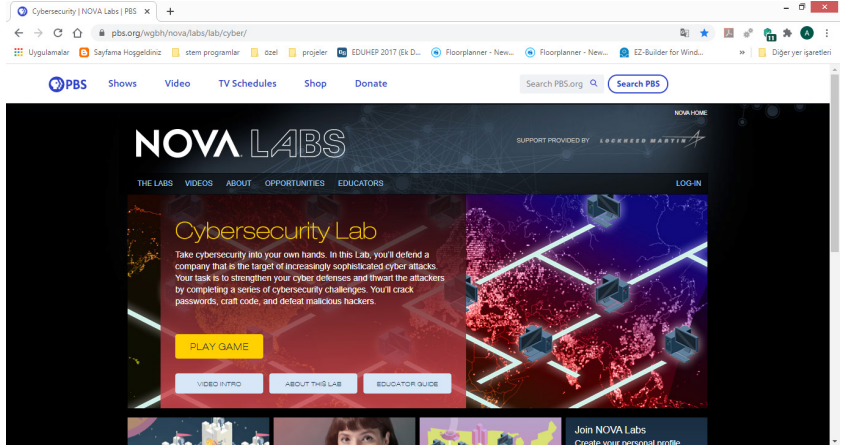 Cybersecurity | NOVA Labs | PBS
pbs.org/wgbh/nova/labs/lab/cyber/
Uygulamalar Sayfama Hoşgeldiniz stem programlar özel projeler EDUHEP 2017 (Ek D... Floorplanner - New... Floorplanner - New... EZ-Builder for Wind... » Diğer yer işaretleri
PBS Shows Video TV Schedules Shop Donate Search PBS.org Search PBS
NOVA HOME
NOVA LABS
SUPPORT PROVIDED BY LOCKHEED MARTIN
THE LABS VIDEOS ABOUT OPPORTUNITIES EDUCATORS LOG-IN
Cybersecurity Lab
Take cybersecurity into your own hands. In this Lab, you'll defend a
company that is the target of increasingly sophisticated cyber attacks.
Your task is to strengthen your cyber defenses and thwart the attackers
by completing a series of cybersecurity challenges. You'll crack
passwords, craft code, and defeat malicious hackers.
PLAY GAME
VIDEO INTRO ABOUT THIS LAB EDUCATOR GUIDE
Join NOVA Labs
Create your personal profile